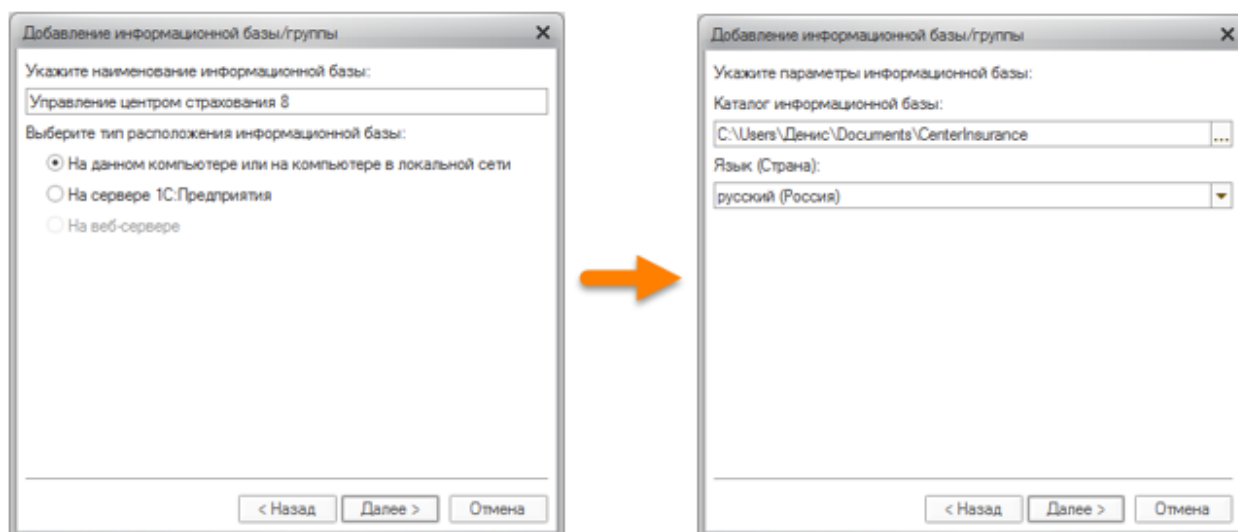 Добавление информационной базы/группы
Укажите наименование информационной базы:
Управление центром страхования 8
Выберите тип расположения информационной базы:
На данном компьютере или на компьютере в локальной сети
На сервере 1С:Предприятия
На веб-сервере
< Назад
Далее >
Отмена
Добавление информационной базы/группы
Укажите параметры информационной базы:
Каталог информационной базы:
C:\Users\Денис\Documents\CenterInsurance
...
Язык (Страна):
русский (Россия)
< Назад
Далее >
Отмена